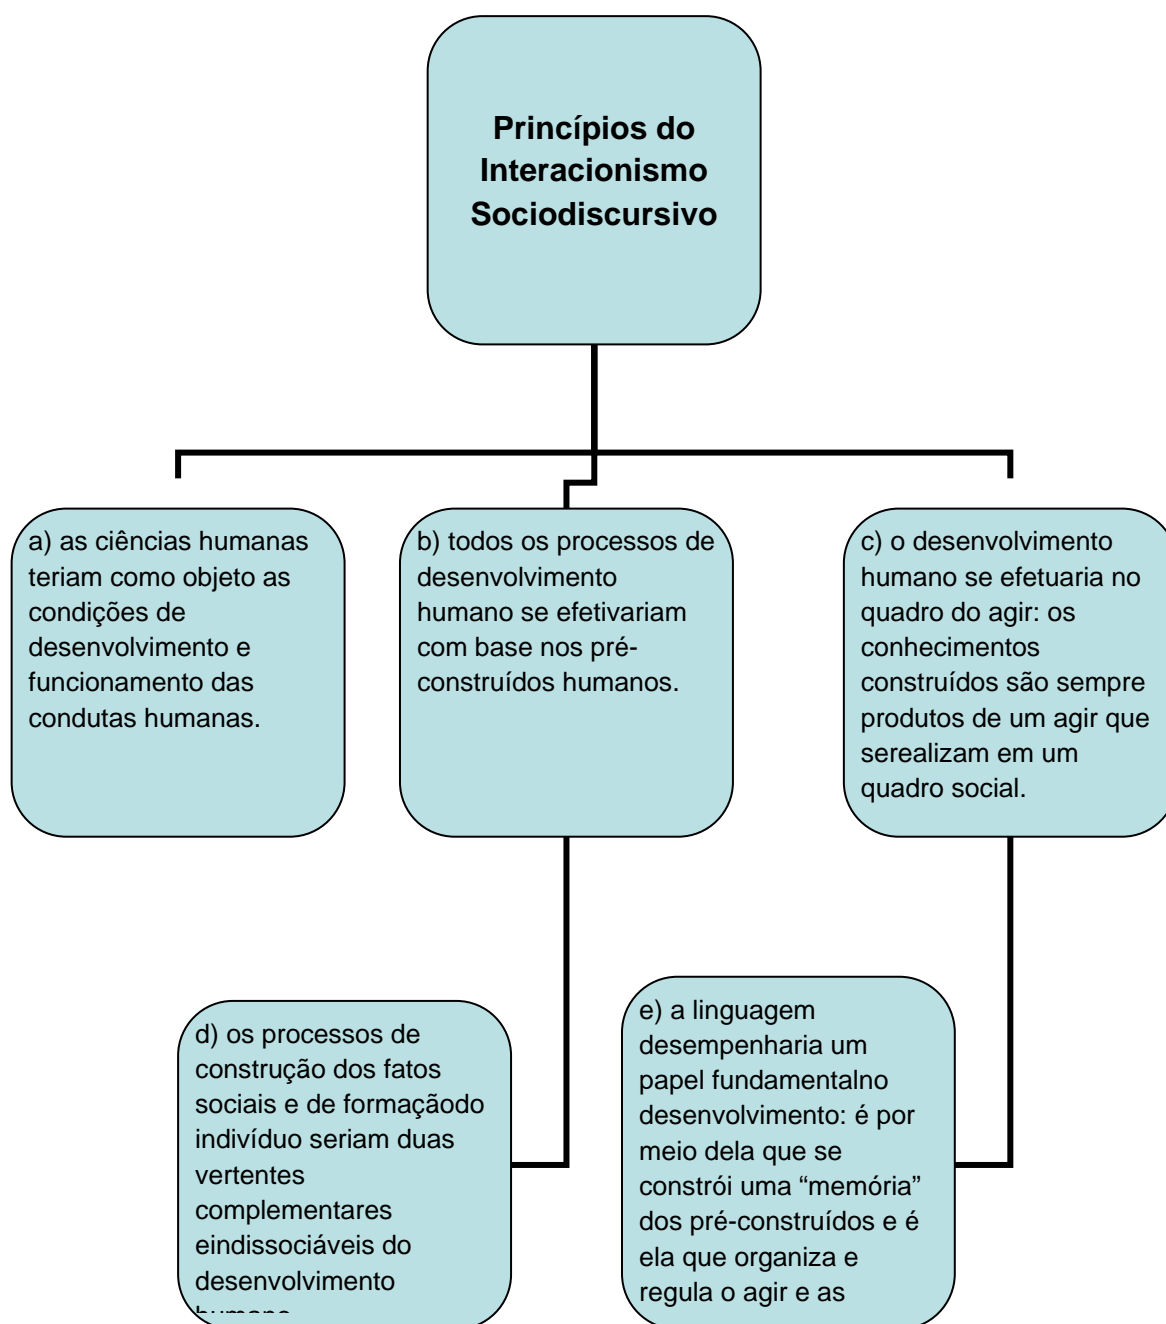 Princípios do
Interacionismo
Sociodiscursivo
a) as ciências humanas
teriam como objeto as
condições de
desenvolvimento e
funcionamento das
condutas humanas.
b) todos os processos de
desenvolvimento
humano se efetivariam
com base nos pré-
construídos humanos.
c) o desenvolvimento
humano se efetuaria no
quadro do agir: os
conhecimentos
construídos são sempre
produtos de um agir que
serealizam em um
quadro social.
d) os processos de
construção dos fatos
sociais e de formaçãodo
indivíduo seriam duas
vertentes
complementares
eindissociáveis do
desenvolvimento
e) a linguagem
desempenharia um
papel fundamentalno
desenvolvimento: é por
meio dela que se
constrói uma “memória”
dos pré-construídos e é
ela que organiza e
regula o agir e as